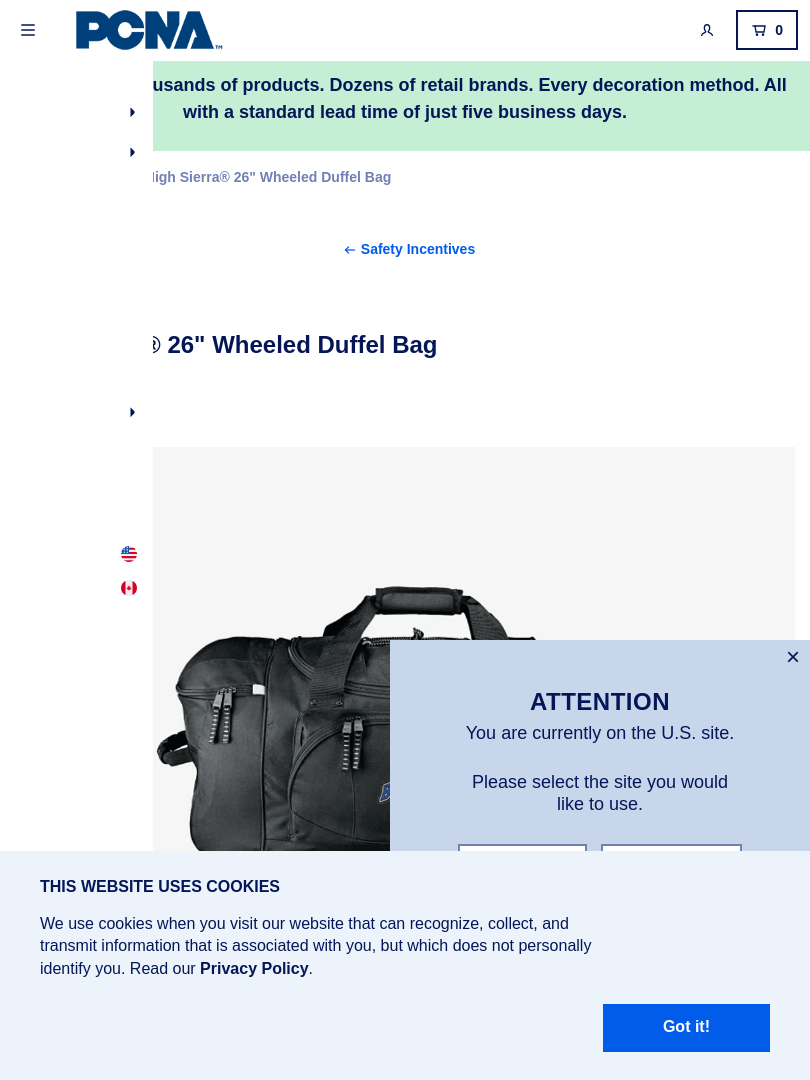 PCNA™
0
usands of products. Dozens of retail brands. Every decoration method. All
with a standard lead time of just five business days.
igh Sierra® 26" Wheeled Duffel Bag
← Safety Incentives
® 26" Wheeled Duffel Bag
ATTENTION
You are currently on the U.S. site.
Please select the site you would
like to use.
THIS WEBSITE USES COOKIES
We use cookies when you visit our website that can recognize, collect, and
transmit information that is associated with you, but which does not personally
identify you. Read our Privacy Policy.
Got it!